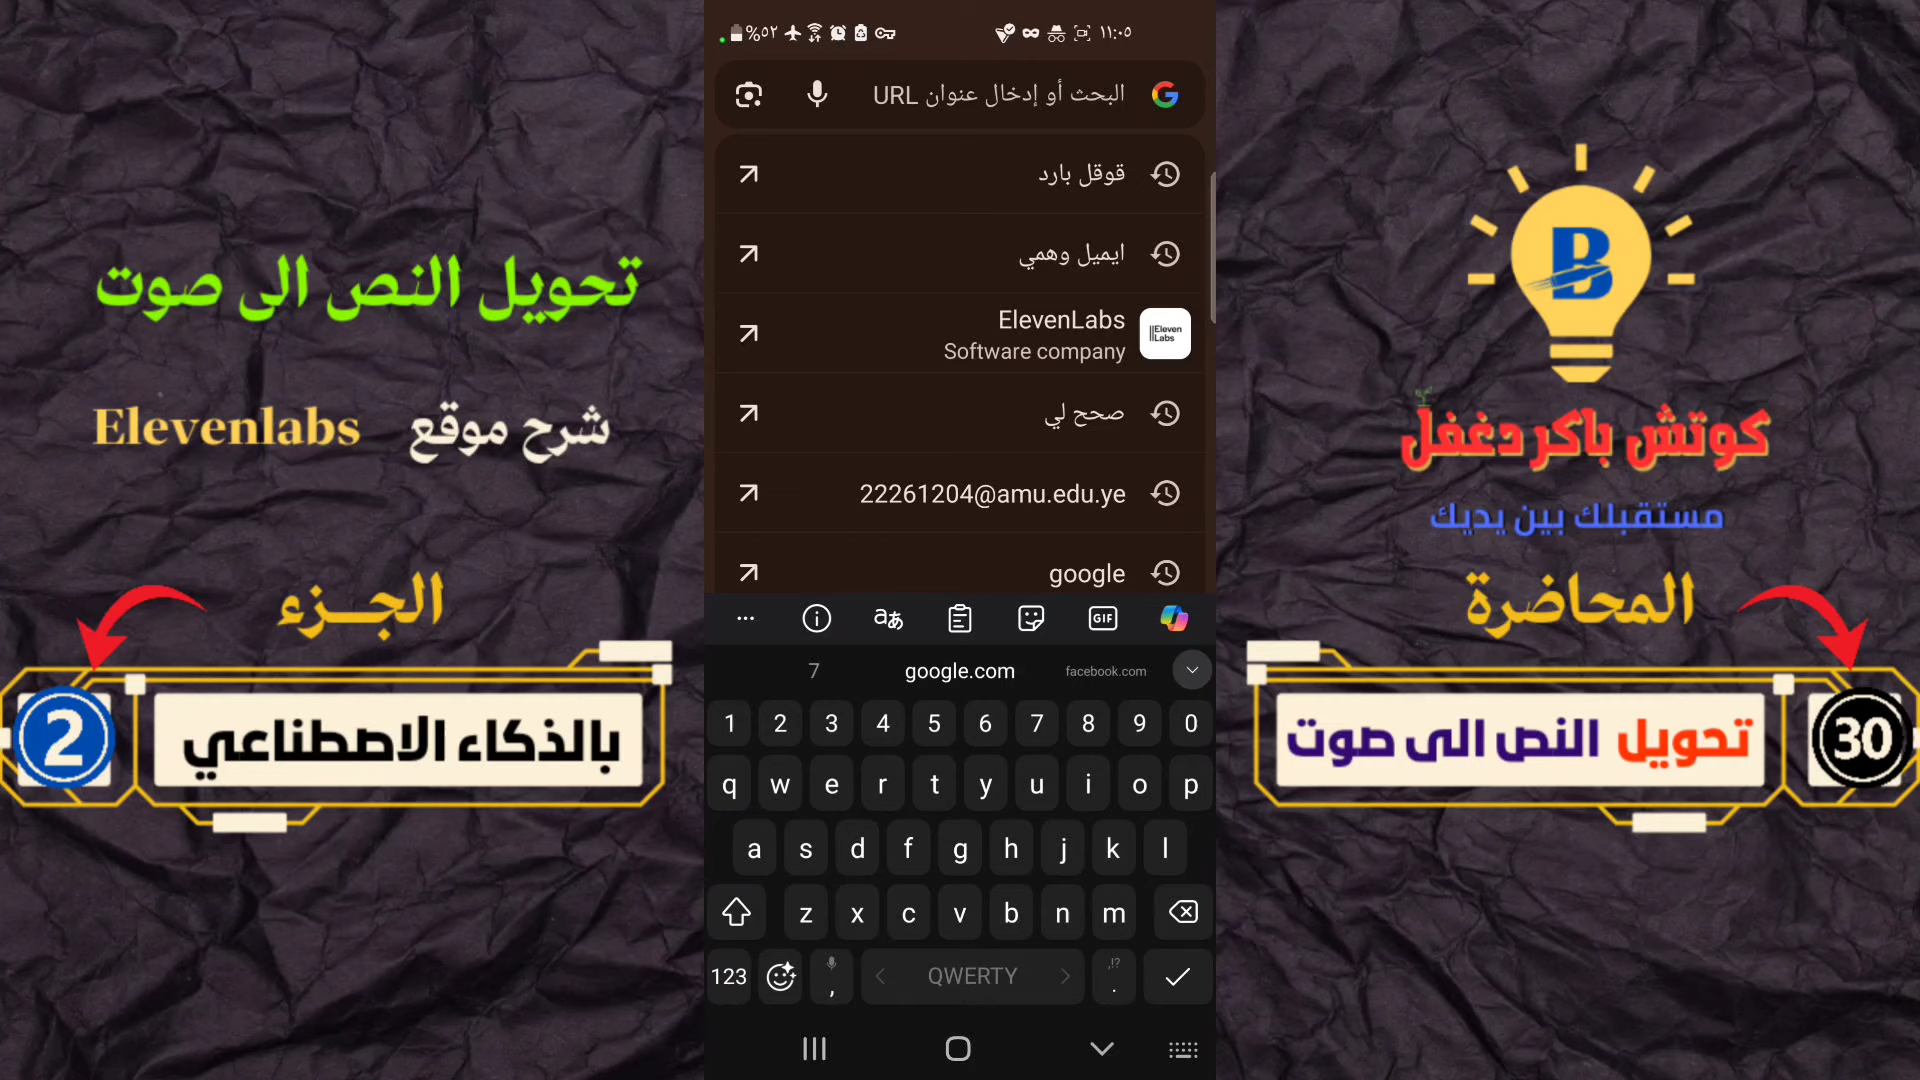 تحويل النص الى صوت
شرح موقع Elevenlabs
الجزء
2
بالذكاء الاصطناعي
%٥٢
١١:٠٥
البحث أو إدخال عنوان URL
قوقل بارد
ايميل وهمي
ElevenLabs
Software company
IIEleven Labs
صحح لي
22261204@amu.edu.ye
google
GIF
7 google.com facebook.com
1 2 3 4 5 6 7 8 9 0
q w e r t y u i o p
a s d f g h j k l
z x c v b n m
123 , QWERTY ,!? .
B
كوتش باكر دغفل
مستقبلك بين يديك
المحاضرة
30
تحويل النص الى صوت